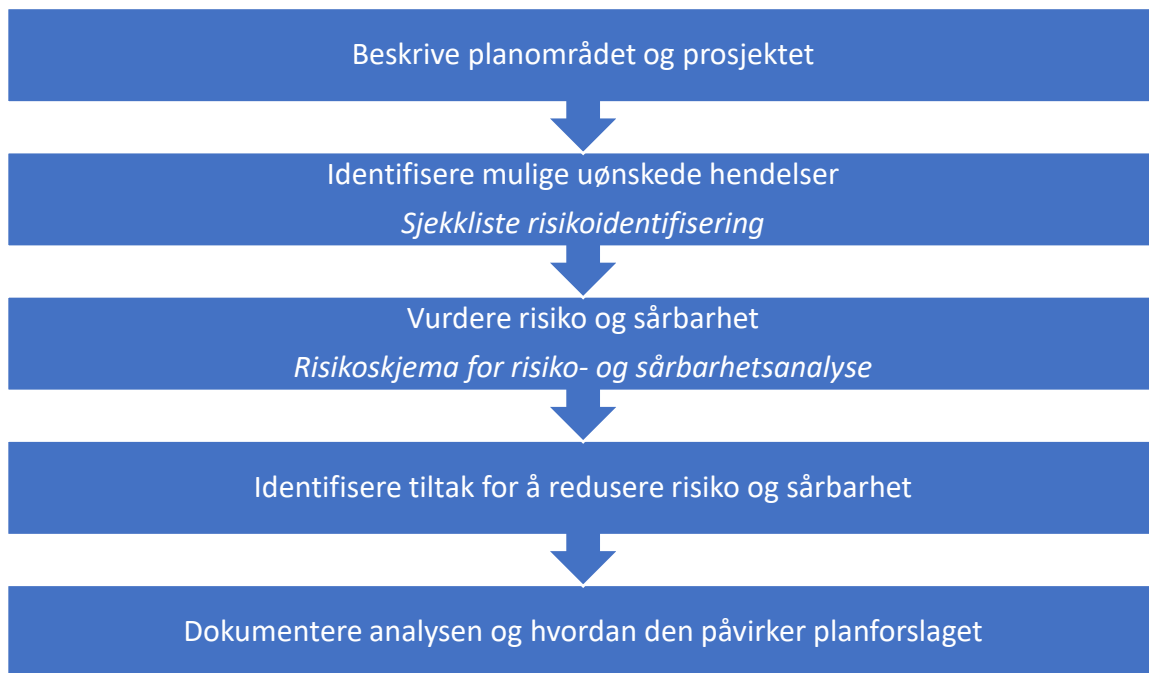 Beskrive planområdet og prosjektet
Identifisere mulige uønskede hendelser
Sjekkliste risikoidentifisering
Vurdere risiko og sårbarhet
Risikoskjema for risiko- og sårbarhetsanalyse
Identifisere tiltak for å redusere risiko og sårbarhet
Dokumentere analysen og hvordan den påvirker planforslaget